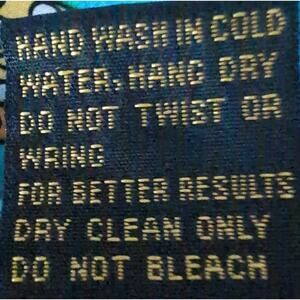 HAND WASH IN COLD
WATER, HANG DRY
DO NOT TWIST OR
WRING
FOR BETTER RESULTS
DRY CLEAN ONLY
DO NOT BLEACH